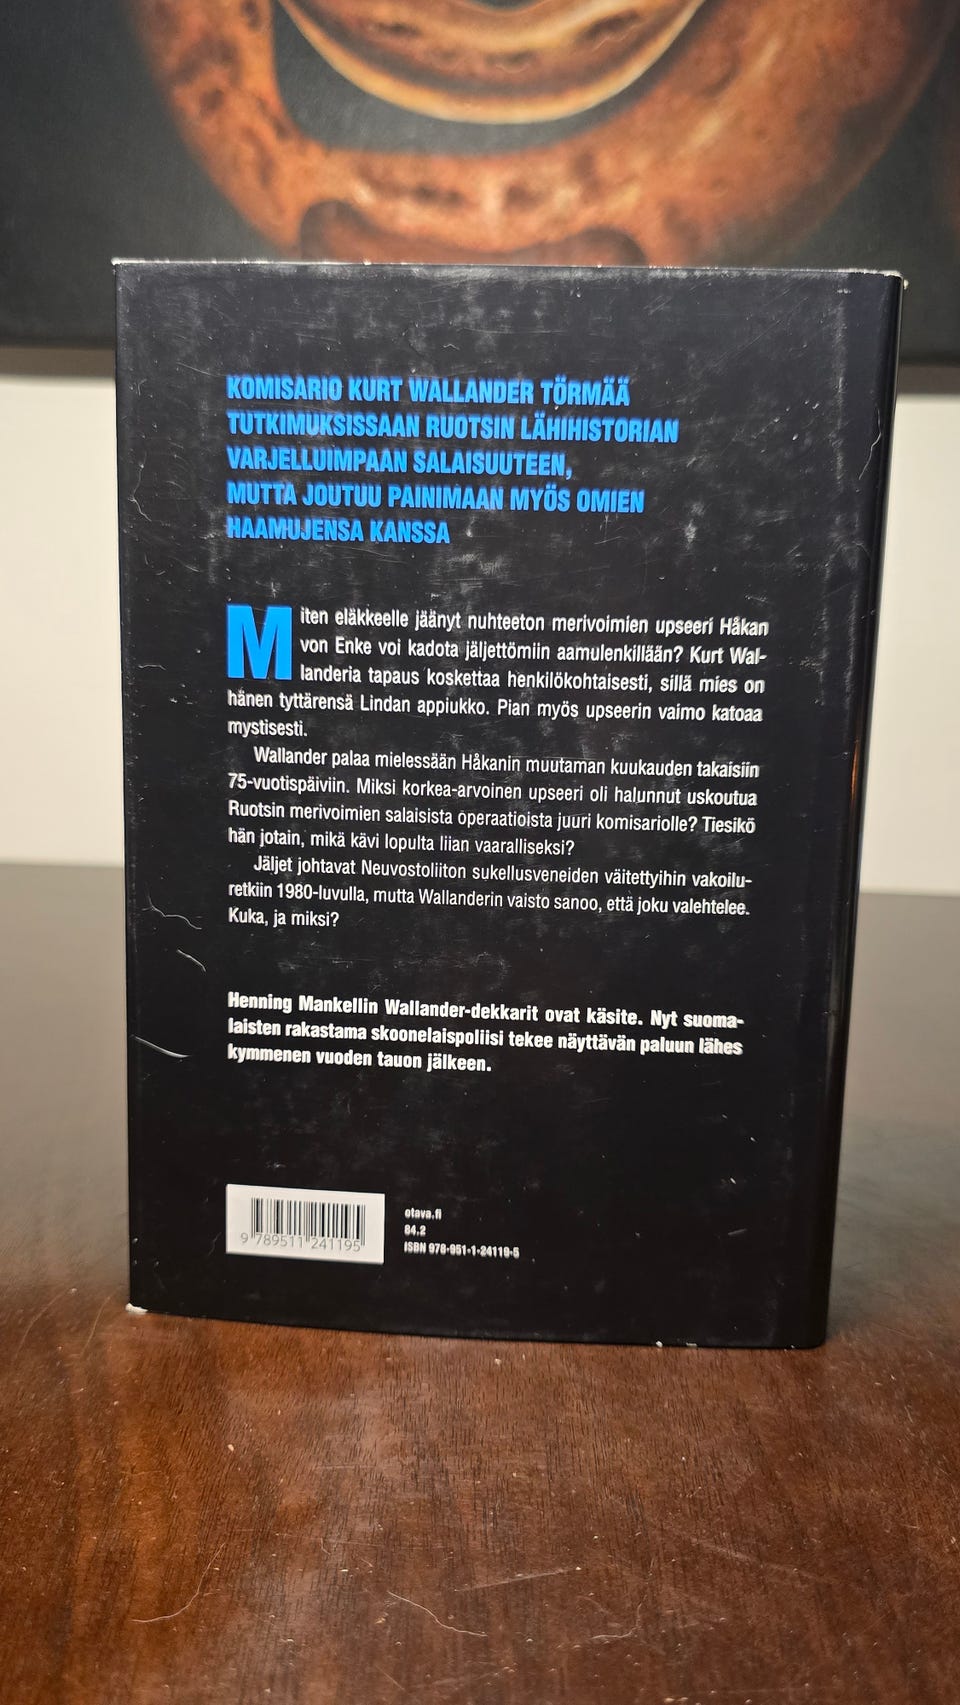 KOMISARIO KURT WALLANDER TÖRMÄÄ
TUTKIMUKSISSAAN RUOTSIN LÄHIHISTORIAN
VARJELLUIMPAAN SALAISUUTEEN,
MUTTA JOUTUU PAINIMAAN MYÖS OMIEN
HAAMUJENSA KANSSA
Miten eläkkeelle jäänyt nuhteeton merivoimien upseeri Håkan
von Enke voi kadota jäljettömiin aamulenkillään? Kurt Wal-
landeria tapaus koskettaa henkilökohtaisesti, sillä mies on
hänen tyttärensä Lindan appiukko. Pian myös upseerin vaimo katoaa
mystisesti.
Wallander palaa mielessään Håkanin muutaman kuukauden takaisiin
75-vuotispäiviin. Miksi korkea-arvoinen upseeri oli halunnut uskoutua
Ruotsin merivoimien salaisista operaatioista juuri komisariolle? Tiesikö
hän jotain, mikä kävi lopulta liian vaaralliseksi?
Jäljet johtavat Neuvostoliiton sukellusveneiden väitettyihin vakoilu-
retkiin 1980-luvulla, mutta Wallanderin vaisto sanoo, että joku valehtelee.
Kuka, ja miksi?
Henning Mankellin Wallander-dekkarit ovat käsite. Nyt suoma-
laisten rakastama skoonelaispoliisi tekee näyttävän paluun lähes
kymmenen vuoden tauon jälkeen.
9 789511 241195
otava.fi
84.2
ISBN 978-951-1-24119-5